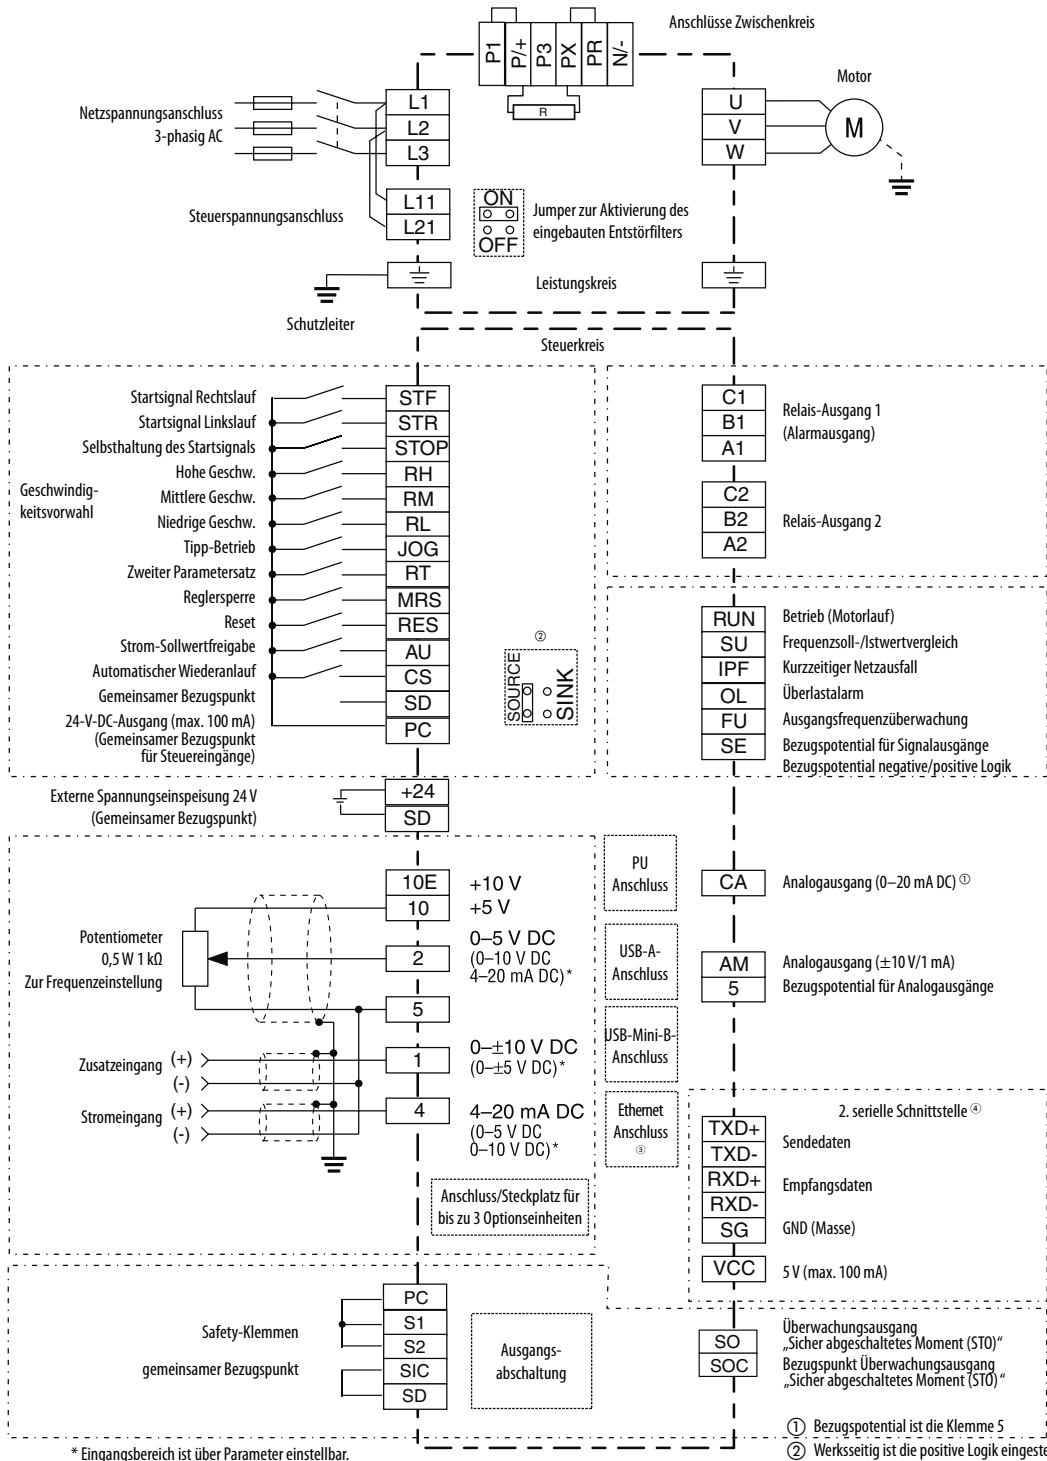 Anschlüsse Zwischenkreis
P1
P/+
P3
PX
PR
N/-
R
Netzspannungsanschluss
3-phasig AC
L1
L2
L3
Motor
U
V
W
M
Steuerspannungsanschluss
L11
L21
ON
OFF
Jumper zur Aktivierung des
eingebauten Entstörfilters
Schutzleiter
Leistungskreis
Steuerkreis
Geschwindig-
keitsvorwahl
Startsignal Rechtslauf
STF
Startsignal Linkslauf
STR
Selbsthaltung des Startsignals
STOP
Hohe Geschw.
RH
Mittlere Geschw.
RM
Niedrige Geschw.
RL
Tipp-Betrieb
JOG
Zweiter Parametersatz
RT
Reglersperre
MRS
Reset
RES
Strom-Sollwertfreigabe
AU
Automatischer Wiederanlauf
CS
Gemeinsamer Bezugspunkt
SD
24-V-DC-Ausgang (max. 100 mA)
(Gemeinsamer Bezugspunkt
für Steuereingänge)
PC
②
SOURCE
SINK
C1
B1
A1
Relais-Ausgang 1
(Alarmausgang)
C2
B2
A2
Relais-Ausgang 2
RUN
Betrieb (Motorlauf)
SU
Frequenzsoll-/Istwertvergleich
IPF
Kurzzeitiger Netzausfall
OL
Überlastalarm
FU
Ausgangsfrequenzüberwachung
SE
Bezugspotential für Signalausgänge
Bezugspotential negative/positive Logik
Externe Spannungseinspeisung 24 V
(Gemeinsamer Bezugspunkt)
+24
SD
10E
+10 V
10
+5 V
Potentiometer
0,5 W 1 kΩ
Zur Frequenzeinstellung
2
0–5 V DC
(0–10 V DC
4–20 mA DC)*
5
Zusatzeingang
(+)
(-)
1
0–±10 V DC
(0–±5 V DC)*
Stromeingang
(+)
(-)
4
4–20 mA DC
(0–5 V DC
0–10 V DC)*
PU
Anschluss
USB-A-
Anschluss
USB-Mini-B-
Anschluss
Ethernet
Anschluss
③
Anschluss/Steckplatz für
bis zu 3 Optionseinheiten
CA
Analogausgang (0–20 mA DC) ①
AM
Analogausgang (±10 V/1 mA)
5
Bezugspotential für Analogausgänge
2. serielle Schnittstelle ④
TXD+
TXD-
Sendedaten
RXD+
RXD-
Empfangsdaten
SG
GND (Masse)
VCC
5 V (max. 100 mA)
Safety-Klemmen
gemeinsamer Bezugspunkt
PC
S1
S2
SIC
SD
Ausgangs-
abschaltung
SO
SOC
Überwachungsausgang
„Sicher abgeschaltetes Moment (STO)“
Bezugspunkt Überwachungsausgang
„Sicher abgeschaltetes Moment (STO) “
* Eingangsbereich ist über Parameter einstellbar.
① Bezugspotential ist die Klemme 5
② Werksseitig ist die positive Logik eingeste